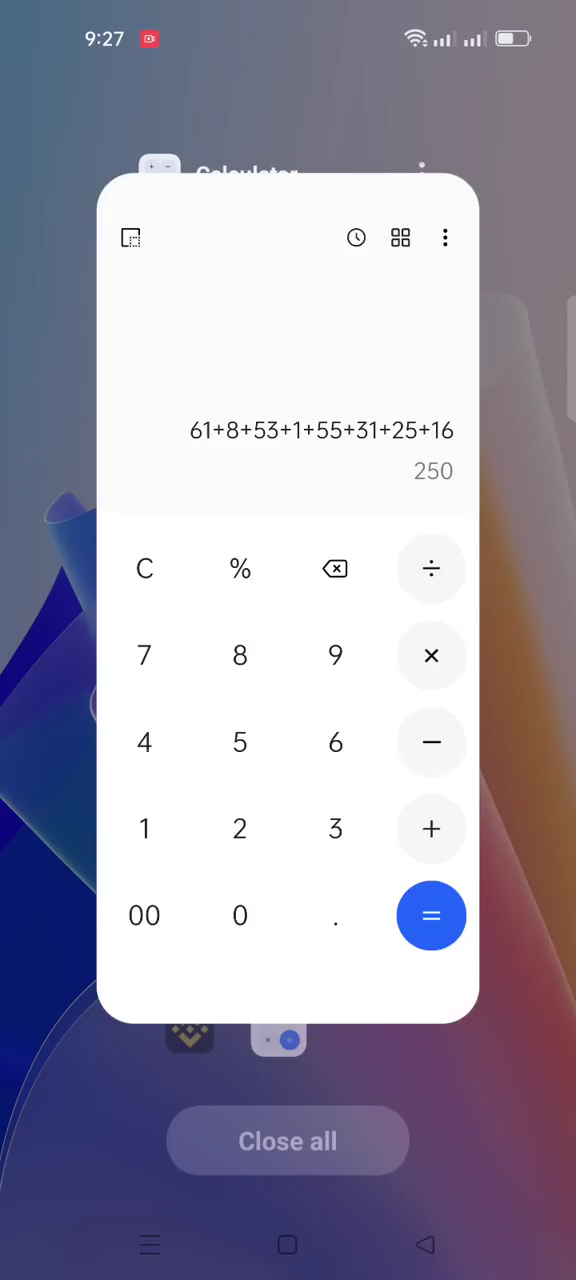 9:27
Calculator
61+8+53+1+55+31+25+16
250
C % ÷
7 8 9 ×
4 5 6 −
1 2 3 +
00 0 . =
× =
Close all